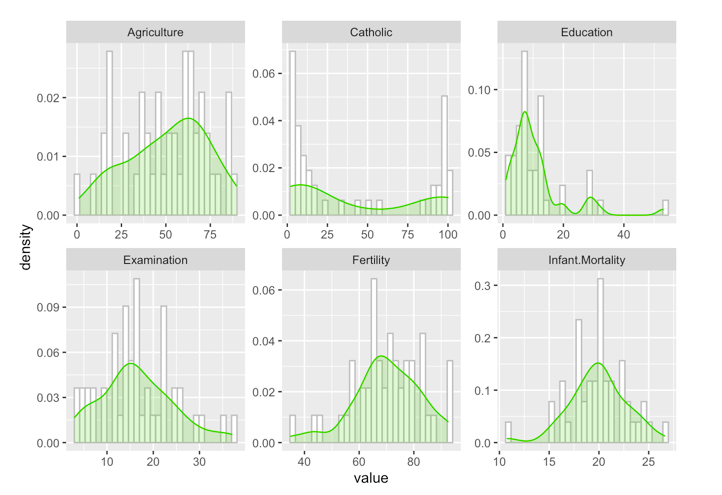 Agriculture
Catholic
Education
0.02
0.01
0.00
0 25 50 75
0.06
0.04
0.02
0.00
0 25 50 75 100
0.10
0.05
0.00
0 20 40
density
Examination
Fertility
Infant.Mortality
0.09
0.06
0.03
0.00
10 20 30
0.06
0.04
0.02
0.00
40 60 80
0.3
0.2
0.1
0.0
10 15 20 25
value